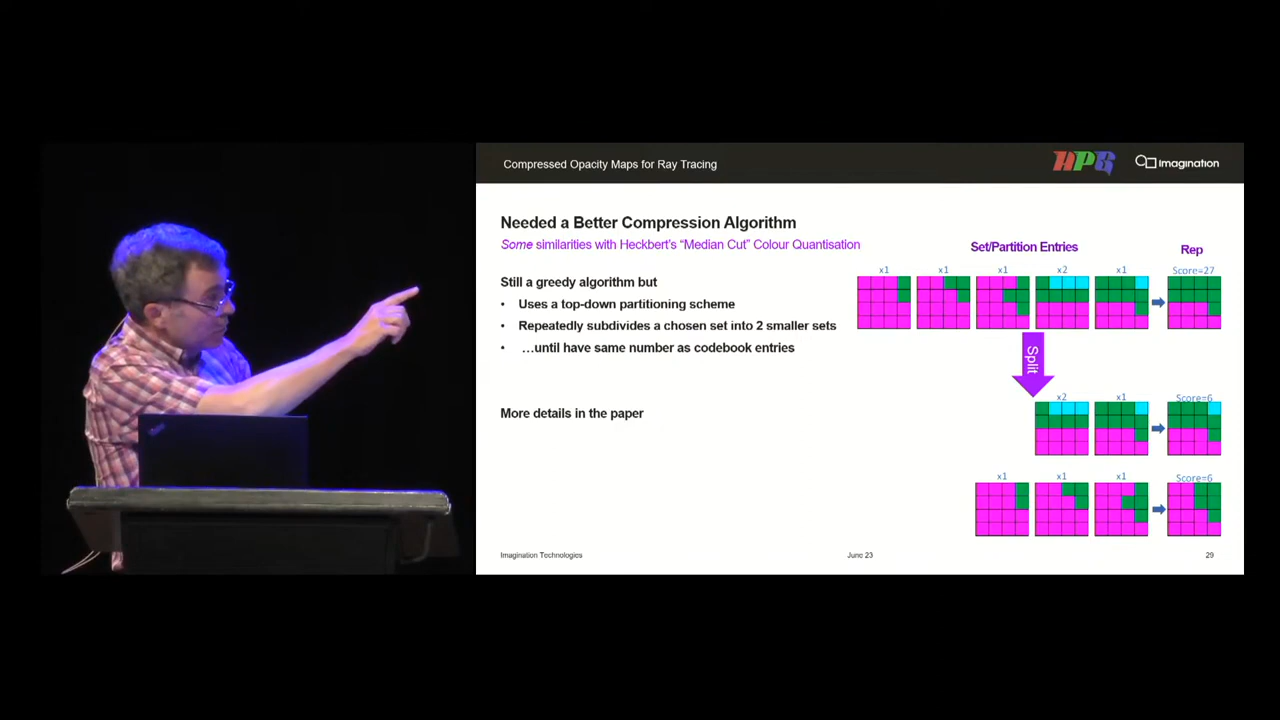 Compressed Opacity Maps for Ray Tracing
HPG
Imagination
Needed a Better Compression Algorithm
Some similarities with Heckbert's “Median Cut” Colour Quantisation
Set/Partition Entries
Rep
x1
x1
x1
x2
x1
Score=27
Still a greedy algorithm but
• Uses a top-down partitioning scheme
• Repeatedly subdivides a chosen set into 2 smaller sets
• …until have same number as codebook entries
Split
x2
x1
Score=6
More details in the paper
x1
x1
x1
Score=6
Imagination Technologies
June 23
29